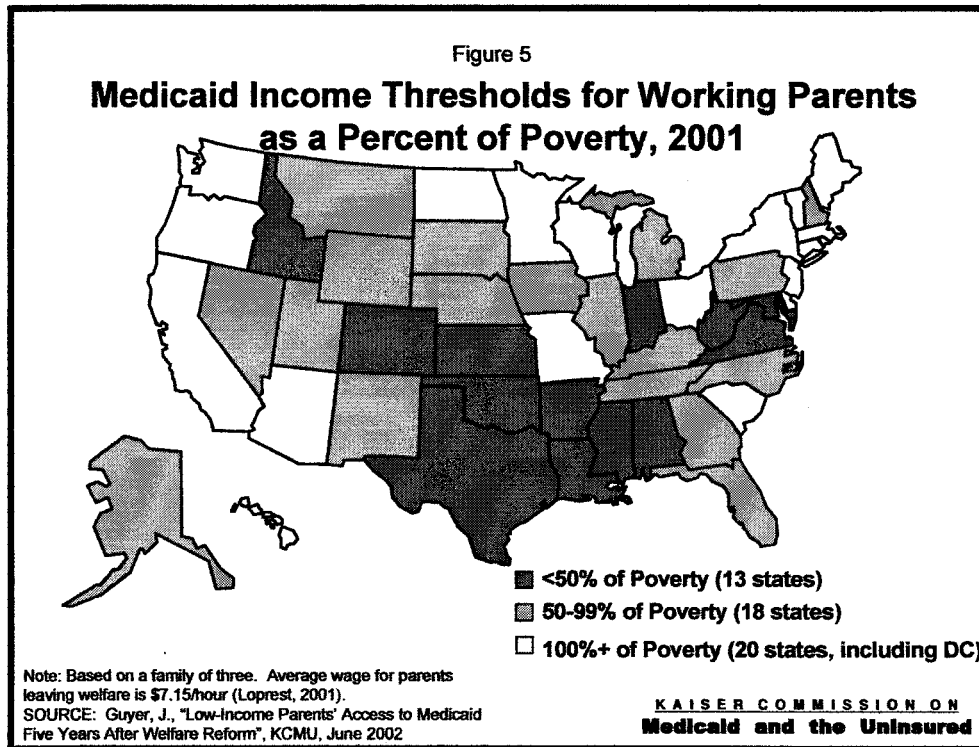 Figure 5
Medicaid Income Thresholds for Working Parents
as a Percent of Poverty, 2001
<50% of Poverty (13 states)
50-99% of Poverty (18 states)
100%+ of Poverty (20 states, including DC)
Note: Based on a family of three. Average wage for parents
leaving welfare is $7.15/hour (Loprest, 2001).
SOURCE: Guyer, J., "Low-Income Parents' Access to Medicaid
Five Years After Welfare Reform", KCMU, June 2002
KAISER COMMISSION ON
Medicaid and the Uninsured